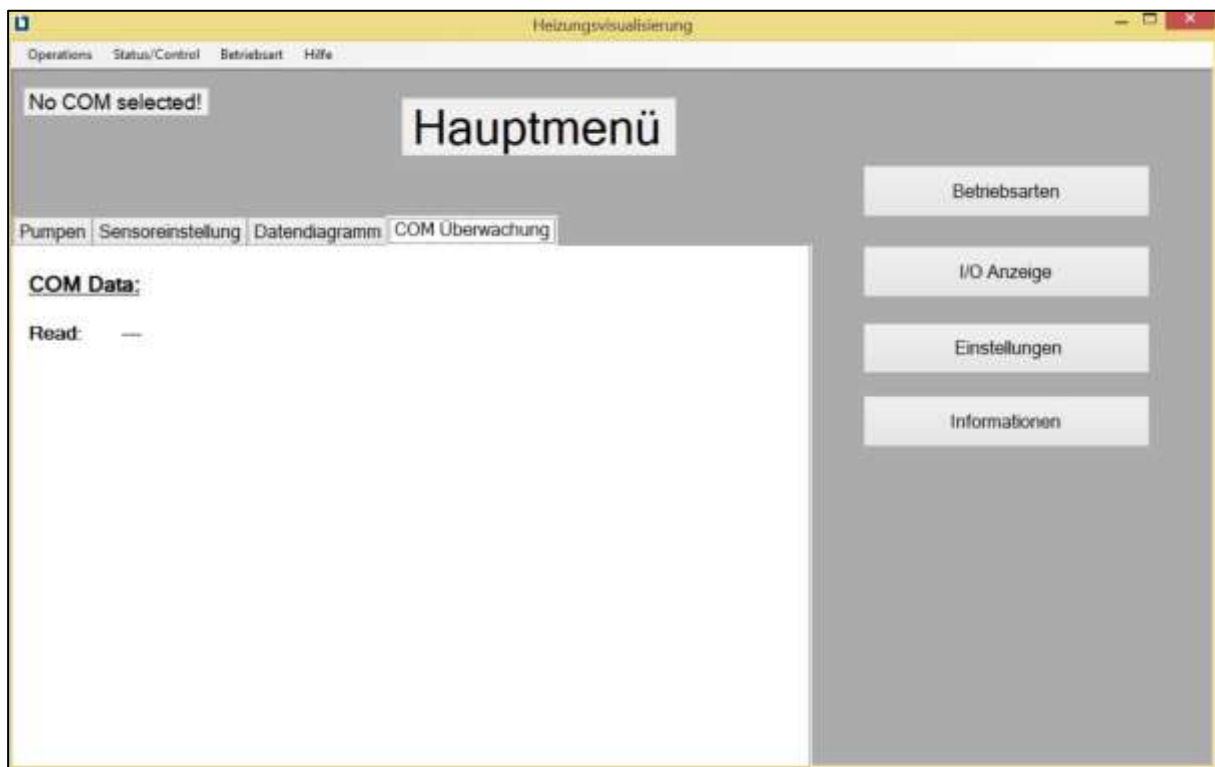 Heizungsvisualisierung
Operations Status/Control Betriebsart Hilfe
No COM selected!
Hauptmenü
Betriebsarten
Pumpen Sensoreinstellung Datendiagramm COM Überwachung
I/O Anzeige
COM Data:
Read: ---
Einstellungen
Informationen